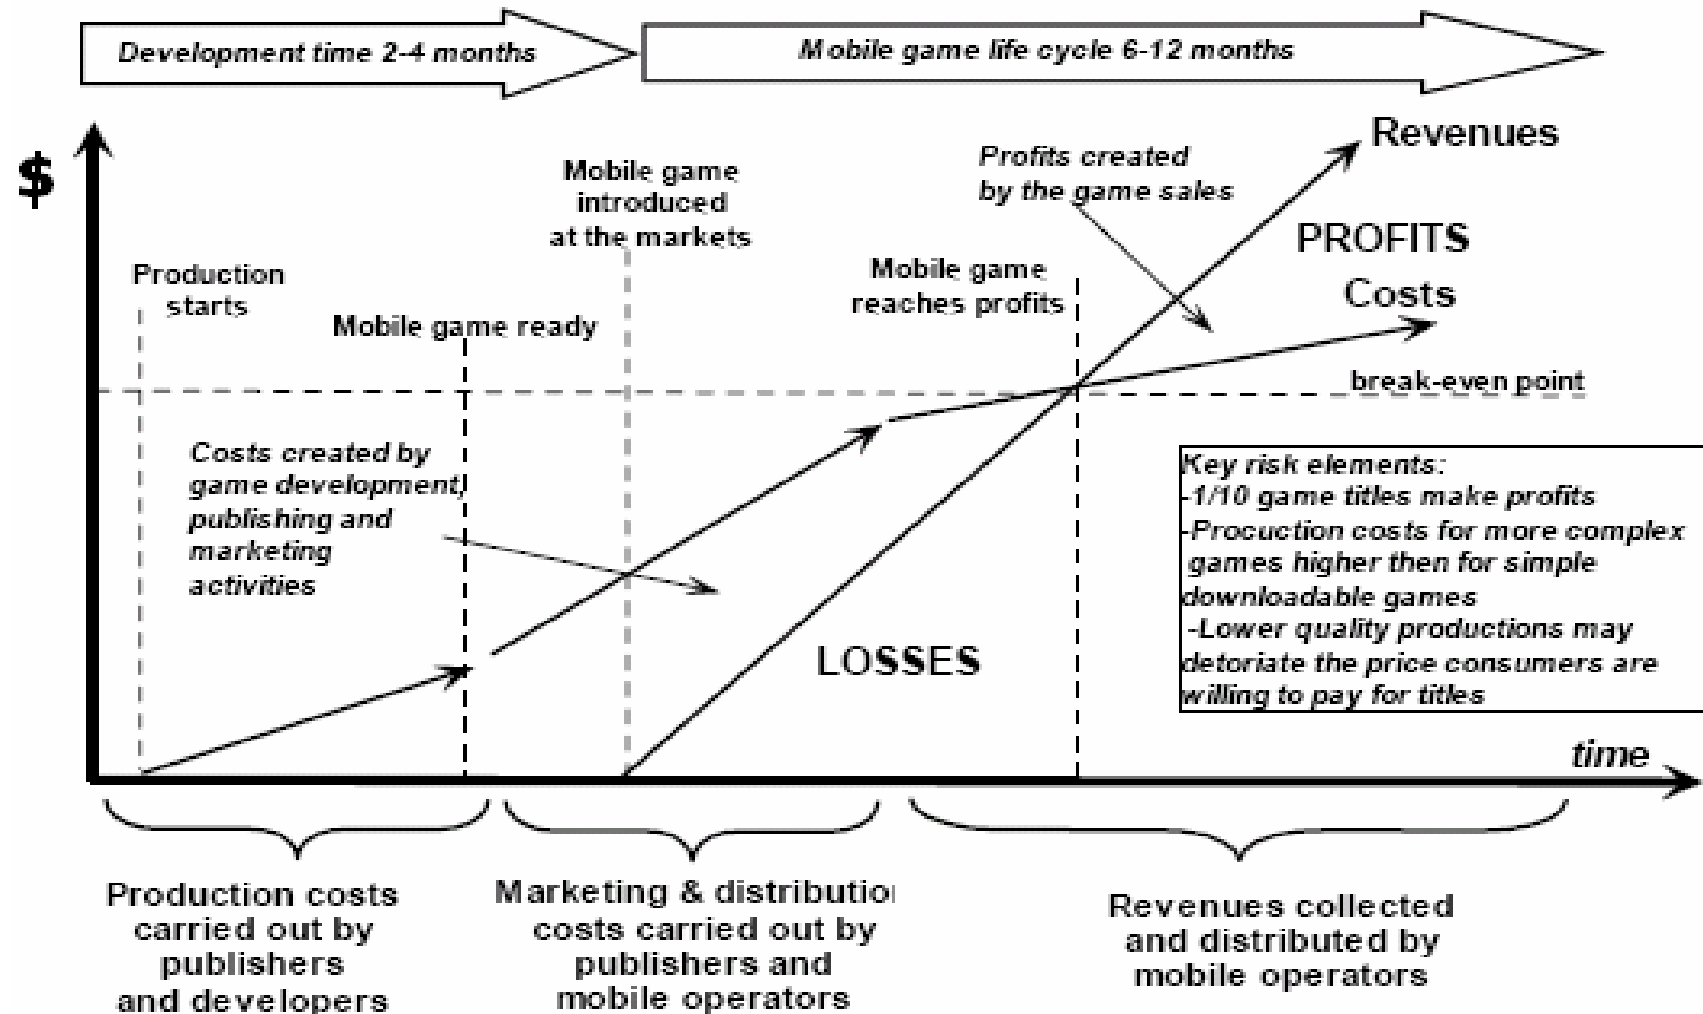 Development time 2-4 months
Mobile game life cycle 6-12 months
$
Revenues
Profits created
by the game sales
Mobile game
introduced
at the markets
PROFITS
Production
starts
Mobile game
reaches profits
Costs
Mobile game ready
break-even point
Costs created by
game development,
publishing and
marketing
activities
Key risk elements:
-1/10 game titles make profits
-Procuction costs for more complex
games higher then for simple
downloadable games
-Lower quality productions may
detoriate the price consumers are
willing to pay for titles
LOSSES
time
Production costs
carried out by
publishers
and developers
Marketing & distributio
costs carried out by
publishers and
mobile operators
Revenues collected
and distributed by
mobile operators